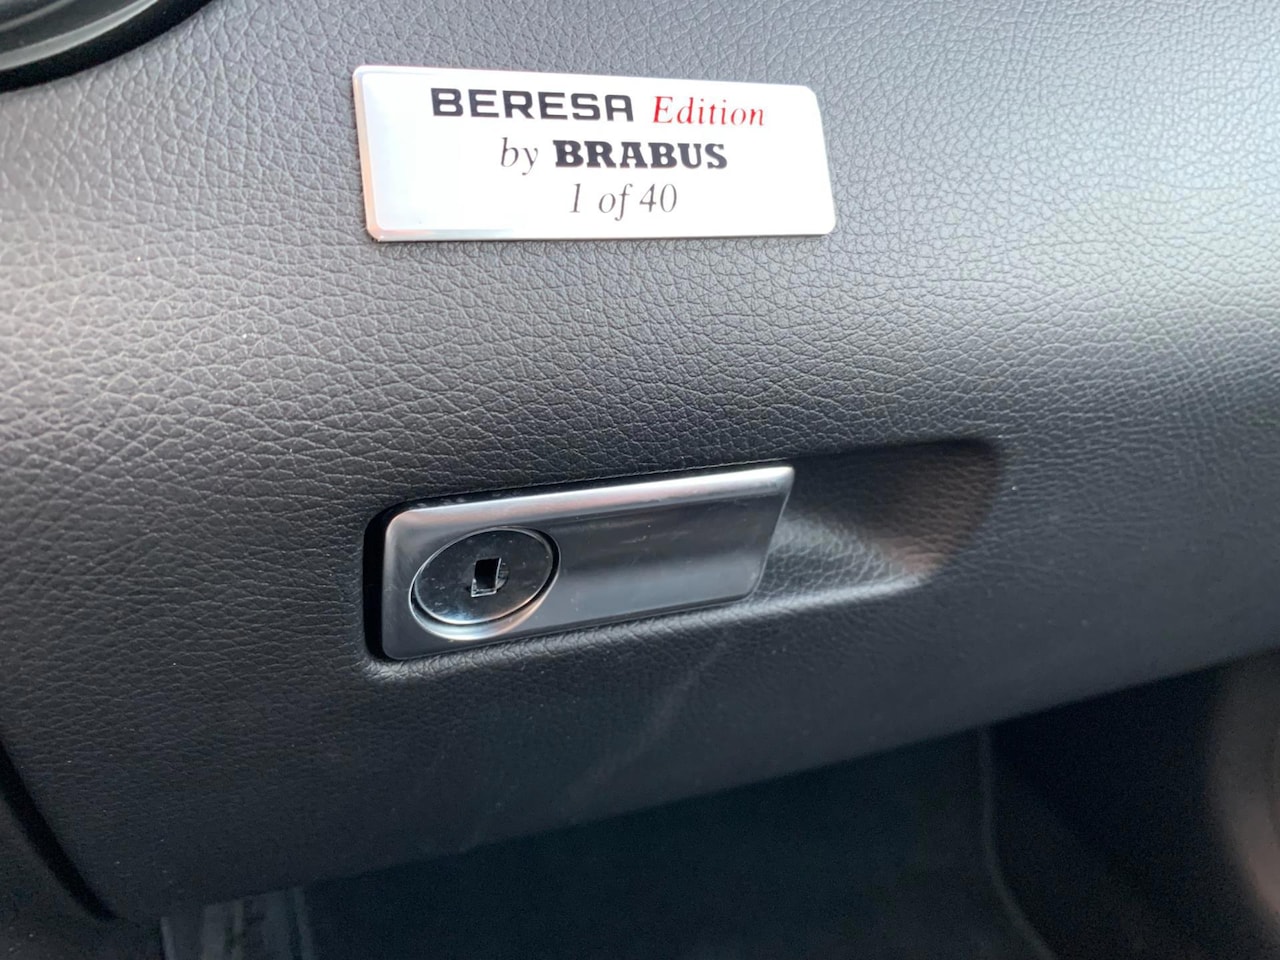 BERESA Edition
by BRABUS
1 of 40